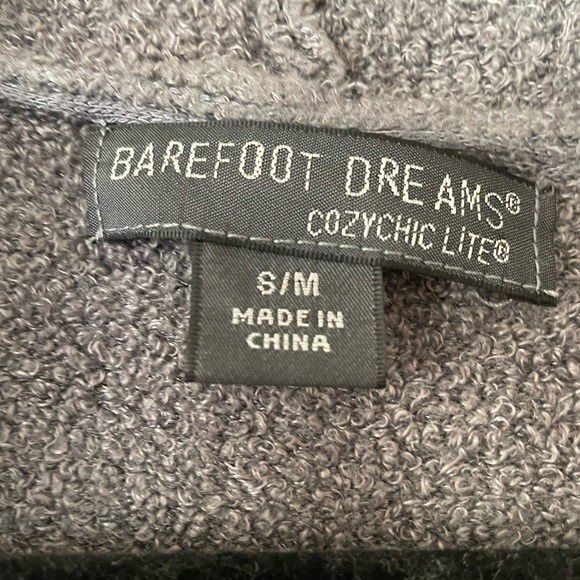 BAREFOOT DREAMS®
COZYCHIC LITE®
S/M
MADE IN
CHINA